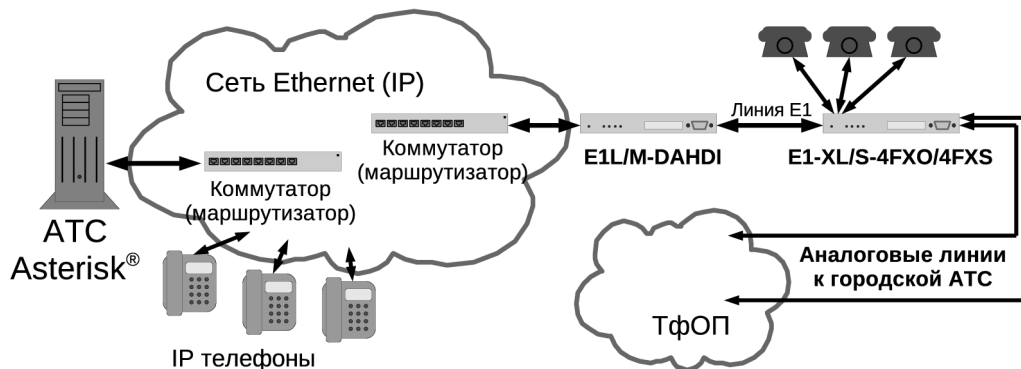 Сеть Ethernet (IP)
Коммутатор
(маршрутизатор)
Коммутатор
(маршрутизатор)
АТС
Asterisk®
IP телефоны
E1L/M-DAHDI
Линия E1
E1-XL/S-4FXO/4FXS
Аналоговые линии
к городской АТС
ТфОП